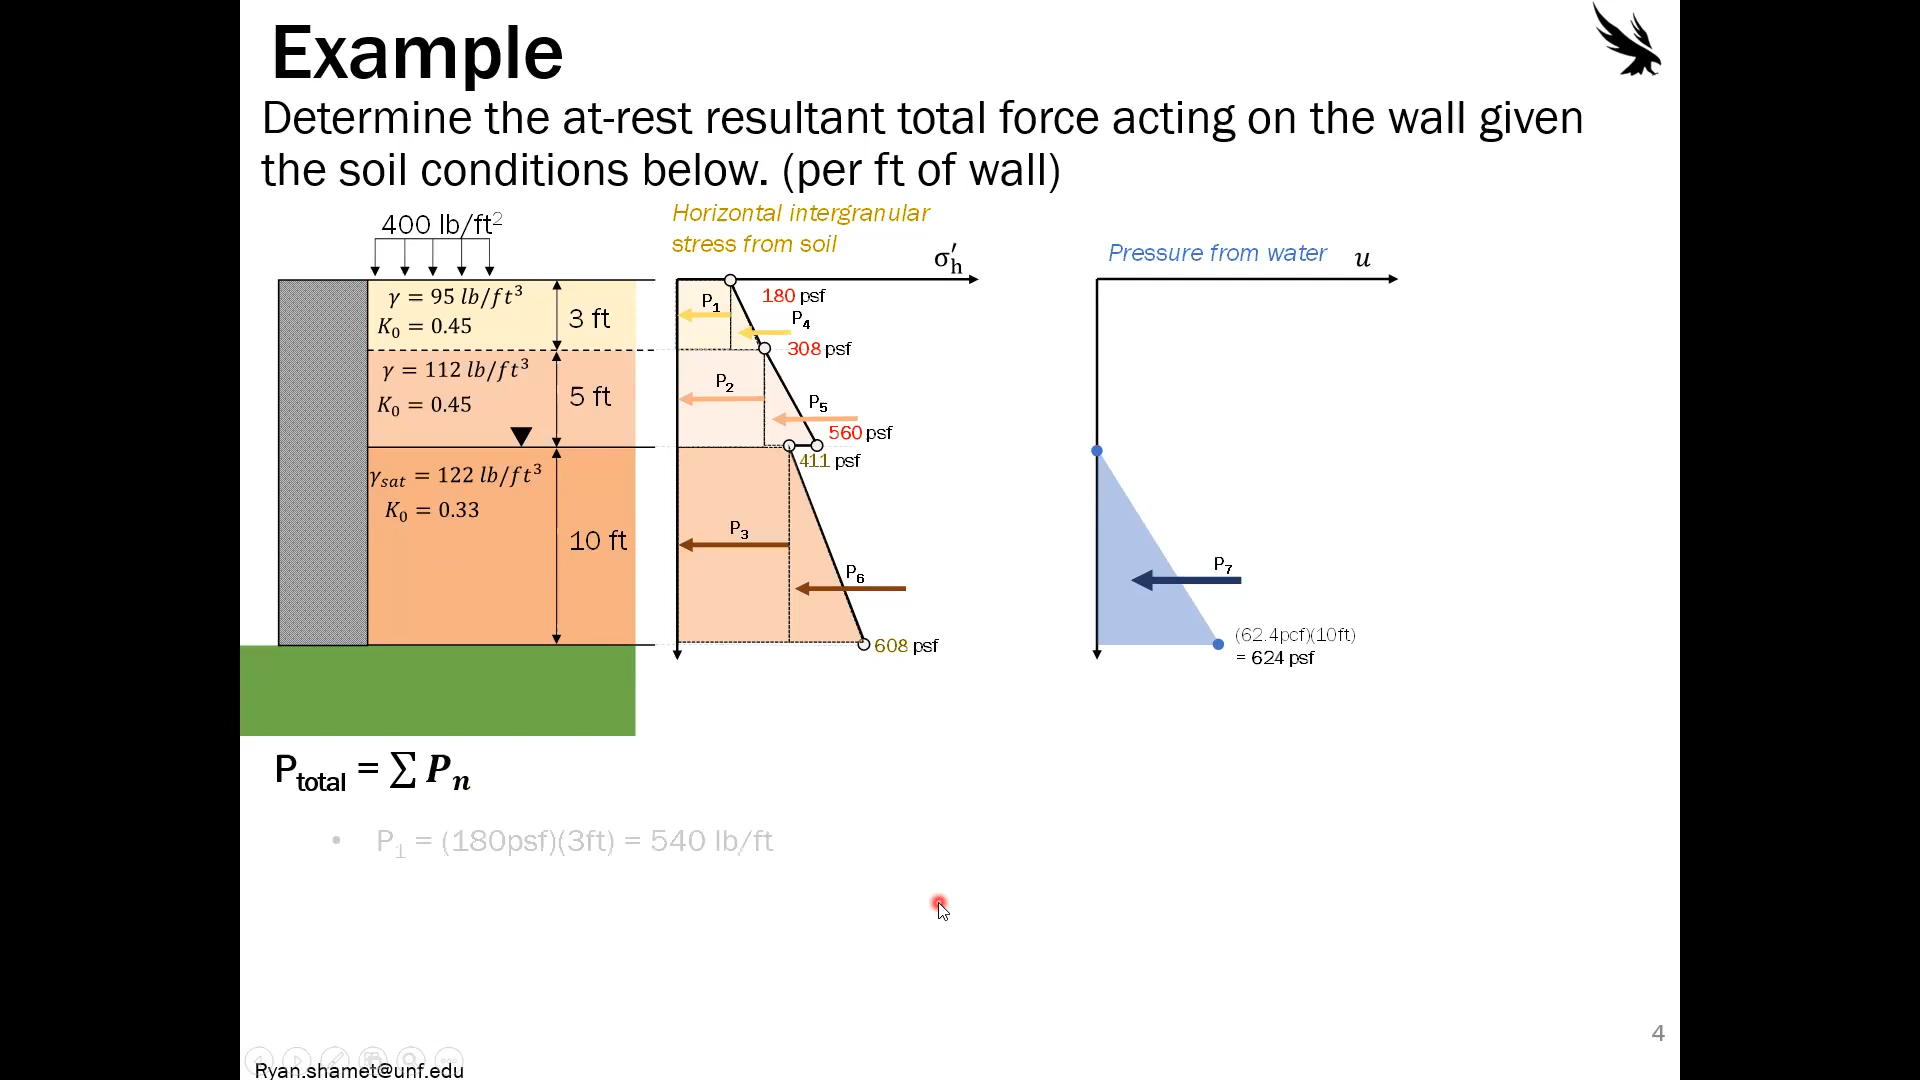 Example
Determine the at-rest resultant total force acting on the wall given
the soil conditions below. (per ft of wall)
400 lb/ft²
γ = 95 lb/ft³
K₀ = 0.45
3 ft
γ = 112 lb/ft³
K₀ = 0.45
5 ft
γₛₐₜ = 122 lb/ft³
K₀ = 0.33
10 ft
Horizontal intergranular
stress from soil
σ′ₕ
180 psf
P₁
P₄
308 psf
P₂
P₅
560 psf
411 psf
P₃
P₆
608 psf
Pressure from water u
P₇
(62.4pcf)(10ft)
= 624 psf
Pₜₒₜₐₗ = ∑ Pₙ
• P₁ = (180psf)(3ft) = 540 lb/ft
4
Ryan.shamet@unf.edu